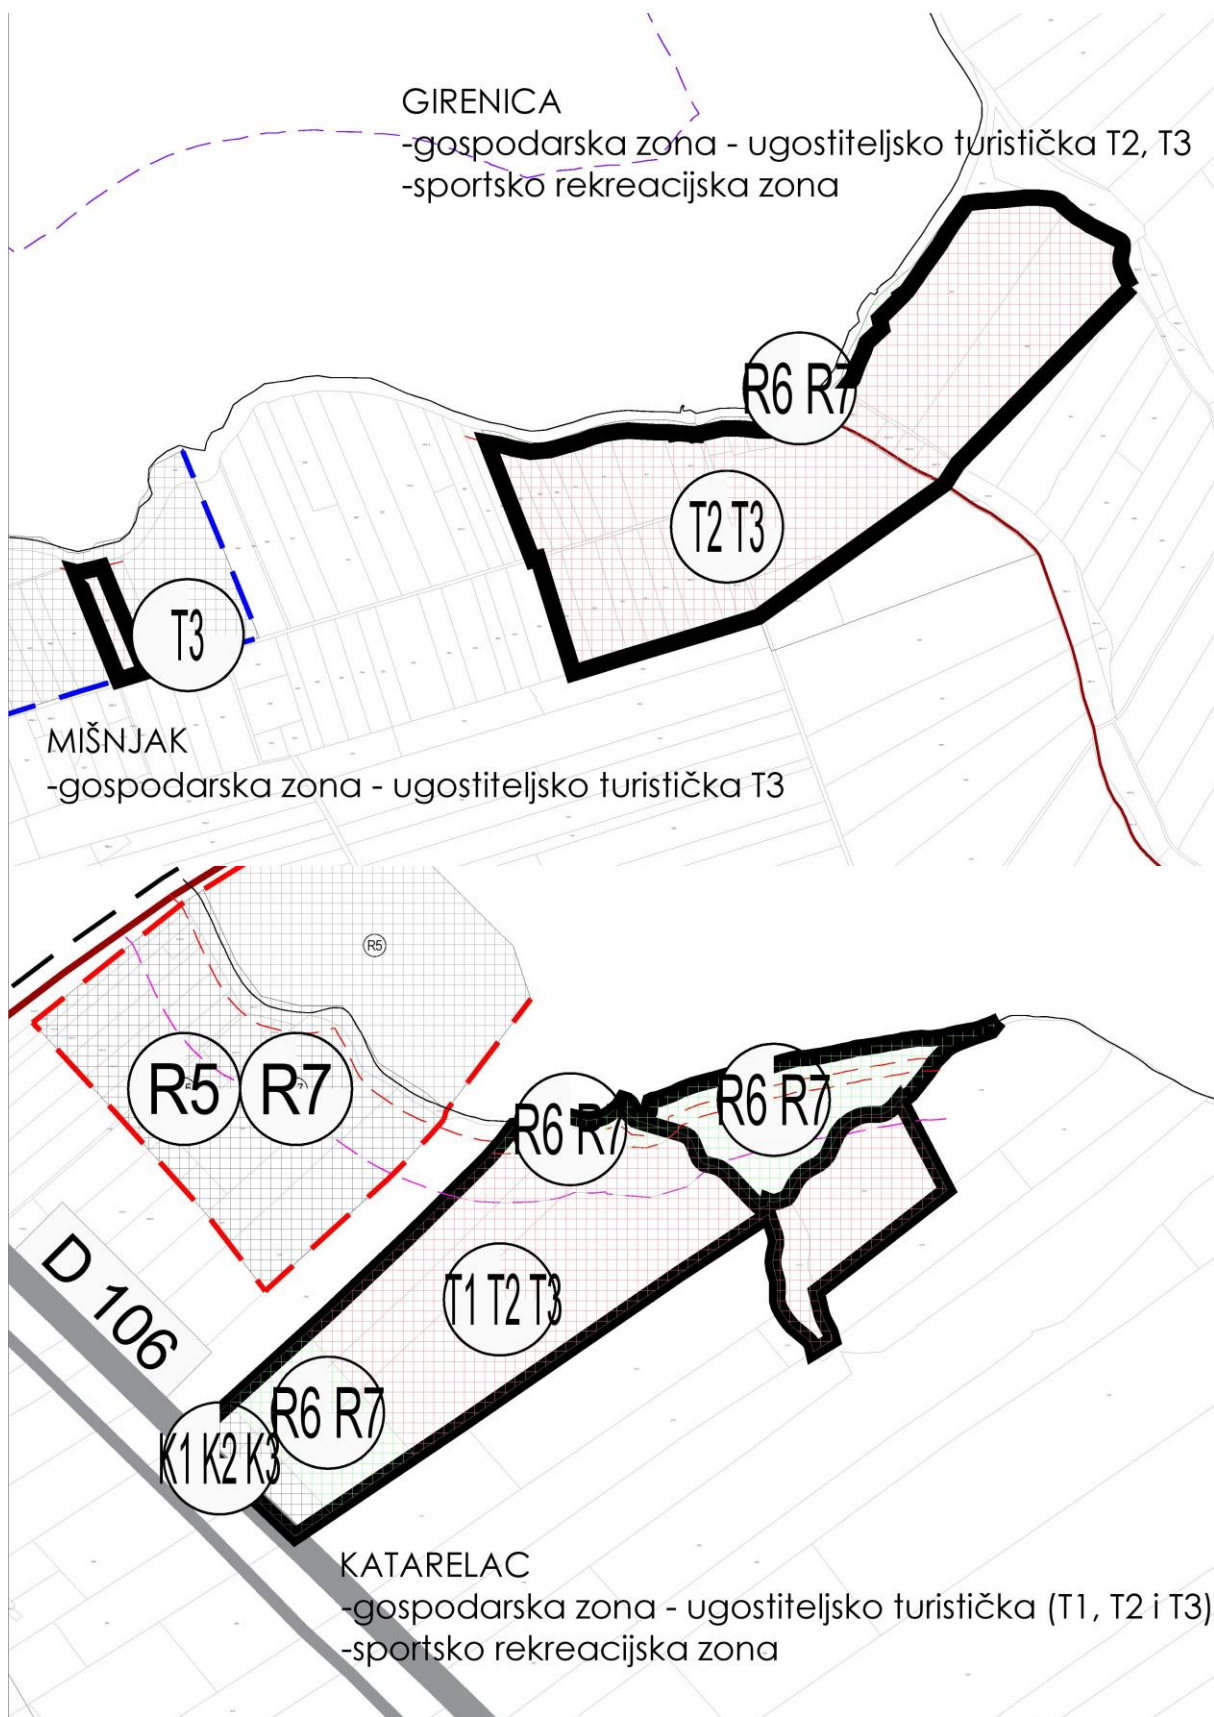 GIRENICA
-gospodarska zona - ugostiteljsko turistička T2, T3
-sportsko rekreacijska zona
R6 R7
T2 T3
T3
MIŠNJAK
-gospodarska zona - ugostiteljsko turistička T3
R5
R5
R7
R6 R7
R6 R7
D 106
T1 T2 T3
R6 R7
K1 K2 K3
KATARELAC
-gospodarska zona - ugostiteljsko turistička (T1, T2 i T3)
-sportsko rekreacijska zona